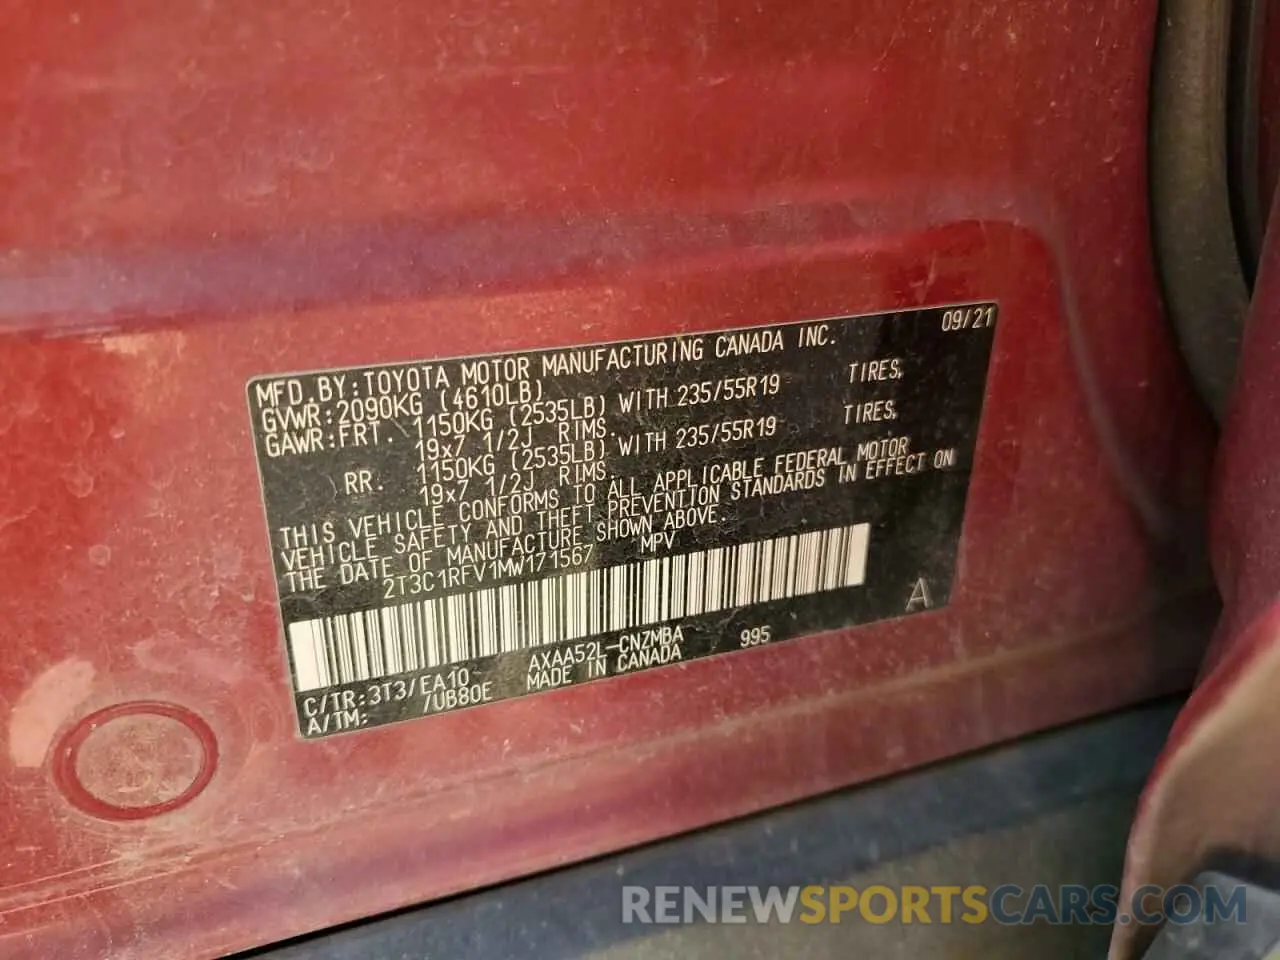 MFD.BY:TOYOTA MOTOR MANUFACTURING CANADA INC. 09/21
GVWR:2090KG (4610LB)
GAWR:FRT. 1150KG (2535LB) WITH 235/55R19 TIRES,
19x7 1/2J RIMS.
RR. 1150KG (2535LB) WITH 235/55R19 TIRES,
19x7 1/2J RIMS.
THIS VEHICLE CONFORMS TO ALL APPLICABLE FEDERAL MOTOR
VEHICLE SAFETY AND THEFT PREVENTION STANDARDS IN EFFECT ON
THE DATE OF MANUFACTURE SHOWN ABOVE.
2T3C1RFV1MW171567 MPV
A
C/TR:3T3/EA10- AXAA52L-CNZMBA 995
A/TM: /UB80E MADE IN CANADA
RENEWSPORTSCARS.COM